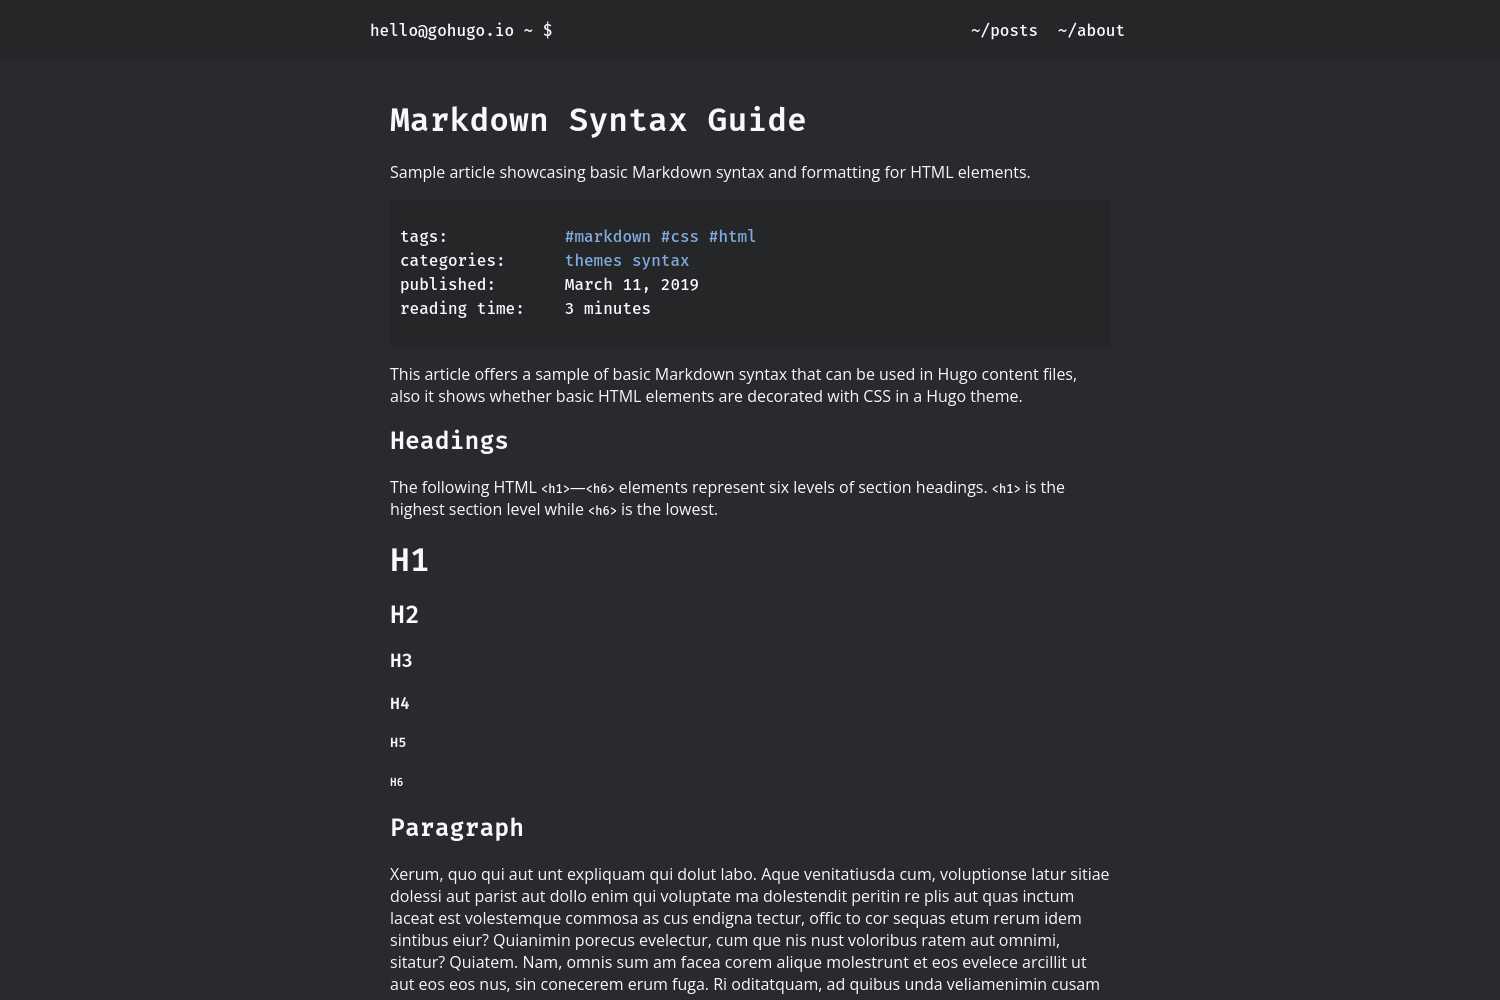 hello@gohugo.io ~ $ ~/posts ~/about
Markdown Syntax Guide
Sample article showcasing basic Markdown syntax and formatting for HTML elements.
tags: #markdown #css #html
categories: themes syntax
published: March 11, 2019
reading time: 3 minutes
This article offers a sample of basic Markdown syntax that can be used in Hugo content files,
also it shows whether basic HTML elements are decorated with CSS in a Hugo theme.
Headings
The following HTML <h1>—<h6> elements represent six levels of section headings. <h1> is the
highest section level while <h6> is the lowest.
H1
H2
H3
H4
H5
H6
Paragraph
Xerum, quo qui aut unt expliquam qui dolut labo. Aque venitatiusda cum, voluptionse latur sitiae
dolessi aut parist aut dollo enim qui voluptate ma dolestendit peritin re plis aut quas inctum
laceat est volestemque commosa as cus endigna tectur, offic to cor sequas etum rerum idem
sintibus eiur? Quianimin porecus evelectur, cum que nis nust voloribus ratem aut omnimi,
sitatur? Quiatem. Nam, omnis sum am facea corem alique molestrunt et eos evelece arcillit ut
aut eos eos nus, sin conecerem erum fuga. Ri oditatquam, ad quibus unda veliamenimin cusam